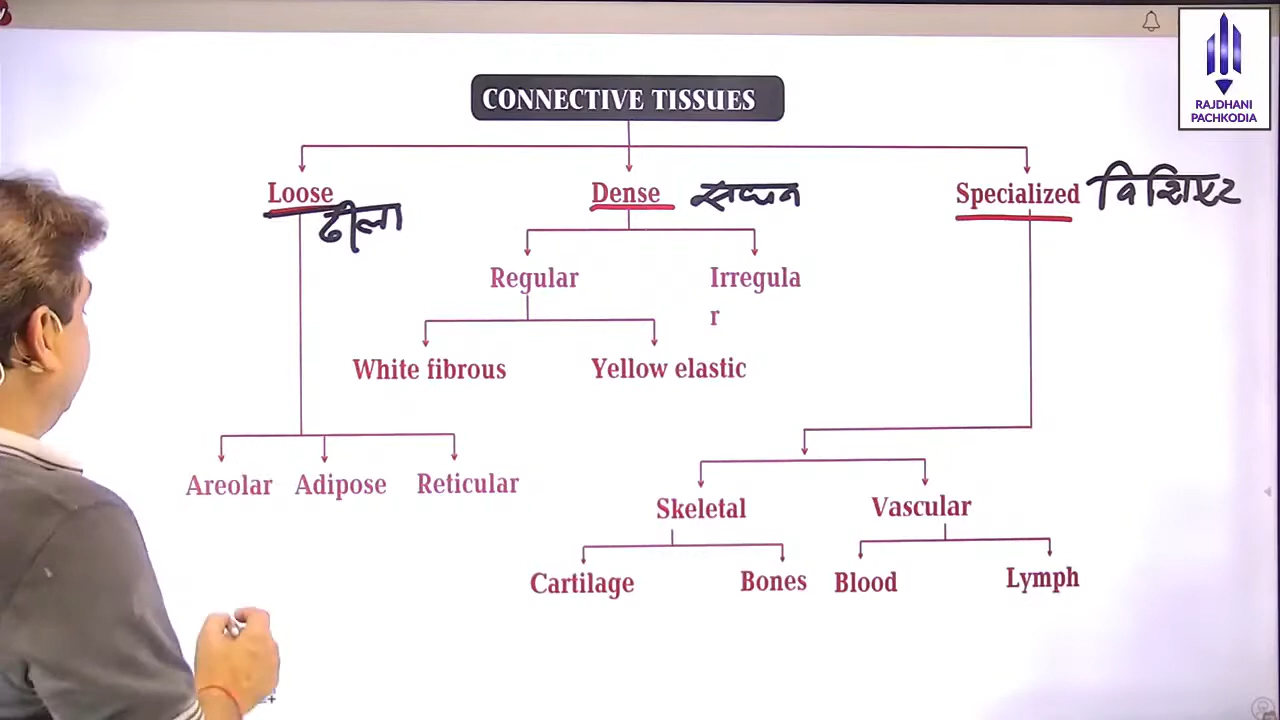 RAJDHANI
PACHKODIA
CONNECTIVE TISSUES
Loose
ढीला
Dense सघन
Specialized विशिष्ट
Regular
Irregula
r
White fibrous
Yellow elastic
Areolar
Adipose
Reticular
Skeletal
Vascular
Cartilage
Bones
Blood
Lymph